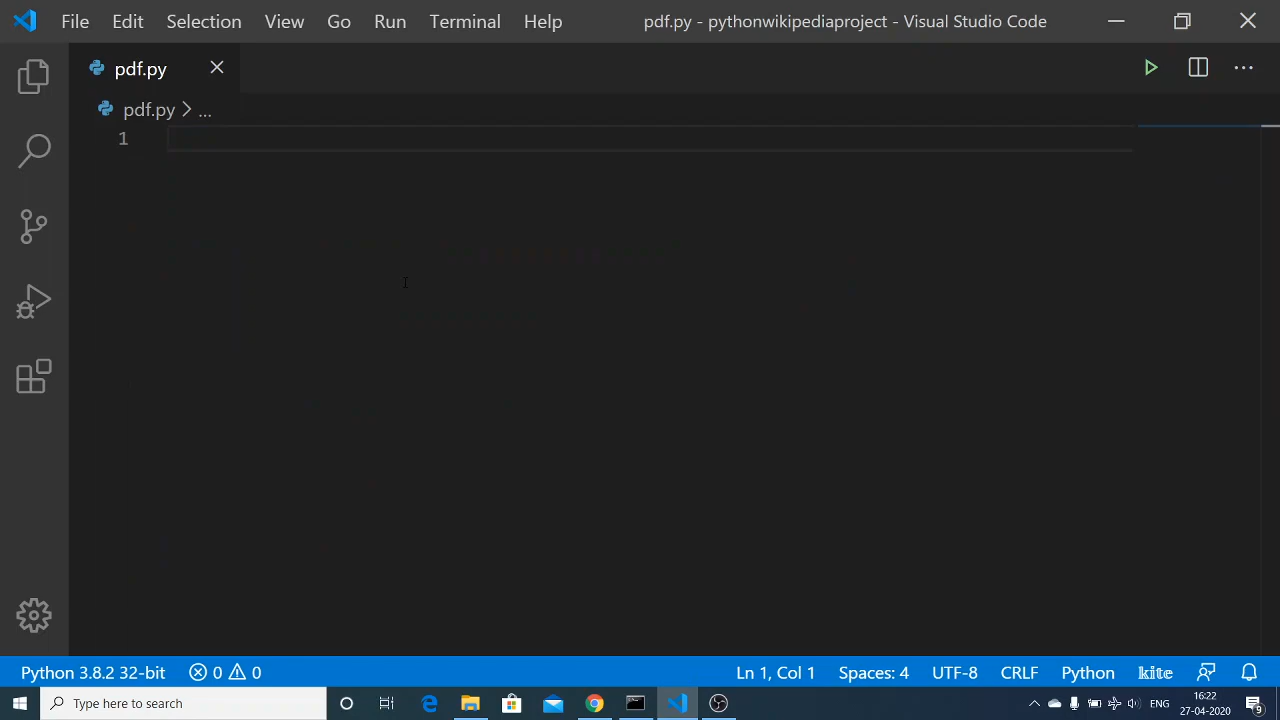 File Edit Selection View Go Run Terminal Help pdf.py - pythonwikipediaproject - Visual Studio Code
pdf.py
pdf.py > ...
1
Python 3.8.2 32-bit 0 0 Ln 1, Col 1 Spaces: 4 UTF-8 CRLF Python kite
Type here to search ENG 16:22
27-04-2020 9